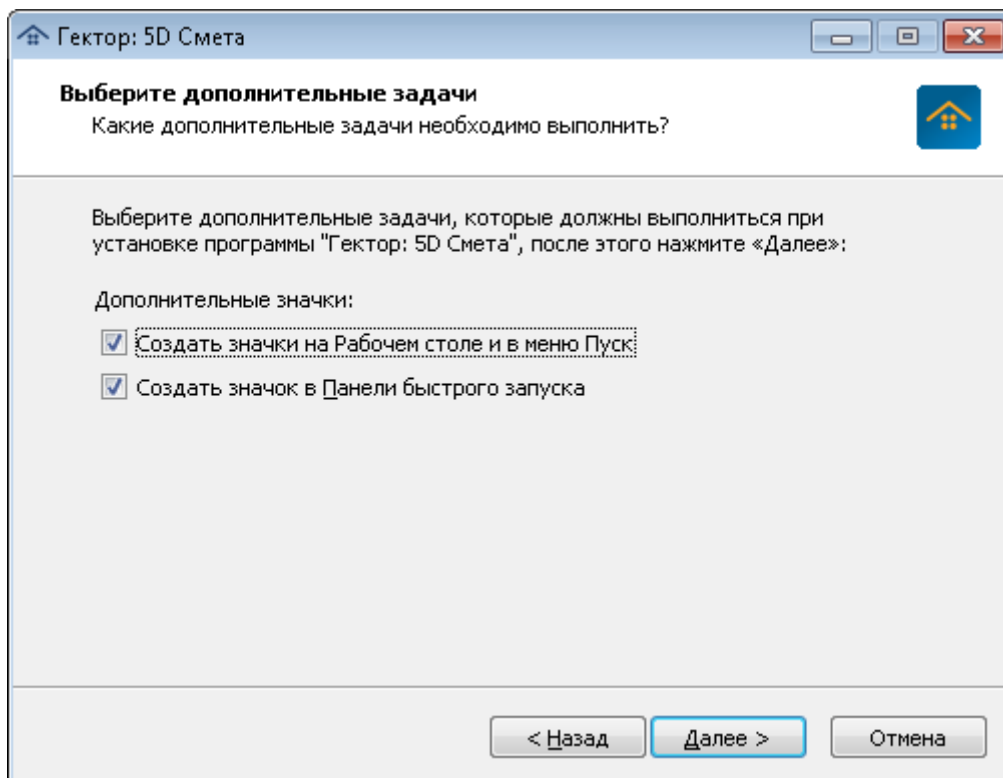 Гектор: 5D Смета
Выберите дополнительные задачи
Какие дополнительные задачи необходимо выполнить?
Выберите дополнительные задачи, которые должны выполниться при
установке программы "Гектор: 5D Смета", после этого нажмите «Далее»:
Дополнительные значки:
Создать значки на Рабочем столе и в меню Пуск
Создать значок в Панели быстрого запуска
< Назад
Далее >
Отмена